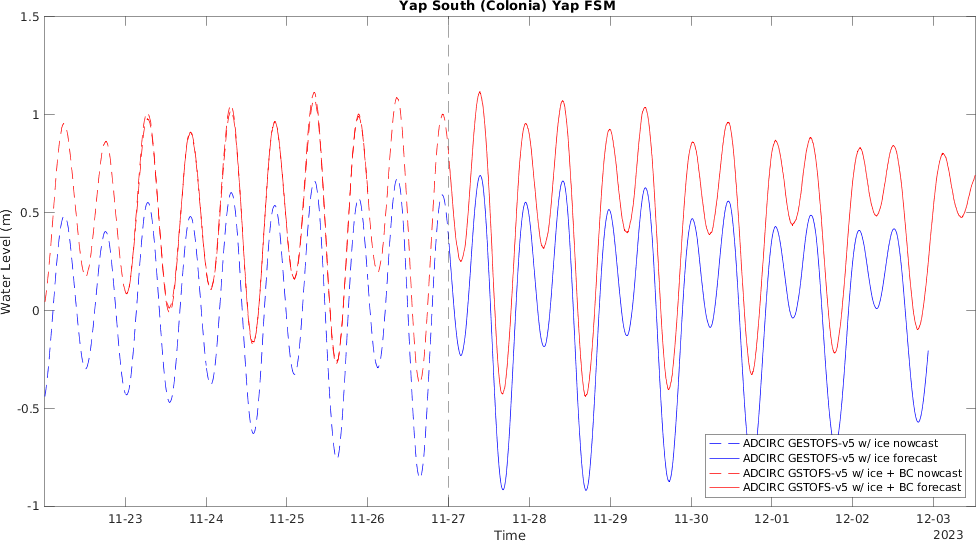 Yap South (Colonia) Yap FSM
1.5
1
0.5
0
-0.5
-1
Water Level (m)
ADCIRC GESTOFS-v5 w/ ice nowcast
ADCIRC GESTOFS-v5 w/ ice forecast
ADCIRC GSTOFS-v5 w/ ice + BC nowcast
ADCIRC GSTOFS-v5 w/ ice + BC forecast
11-23 11-24 11-25 11-26 11-27 11-28 11-29 11-30 12-01 12-02 12-03
Time
2023